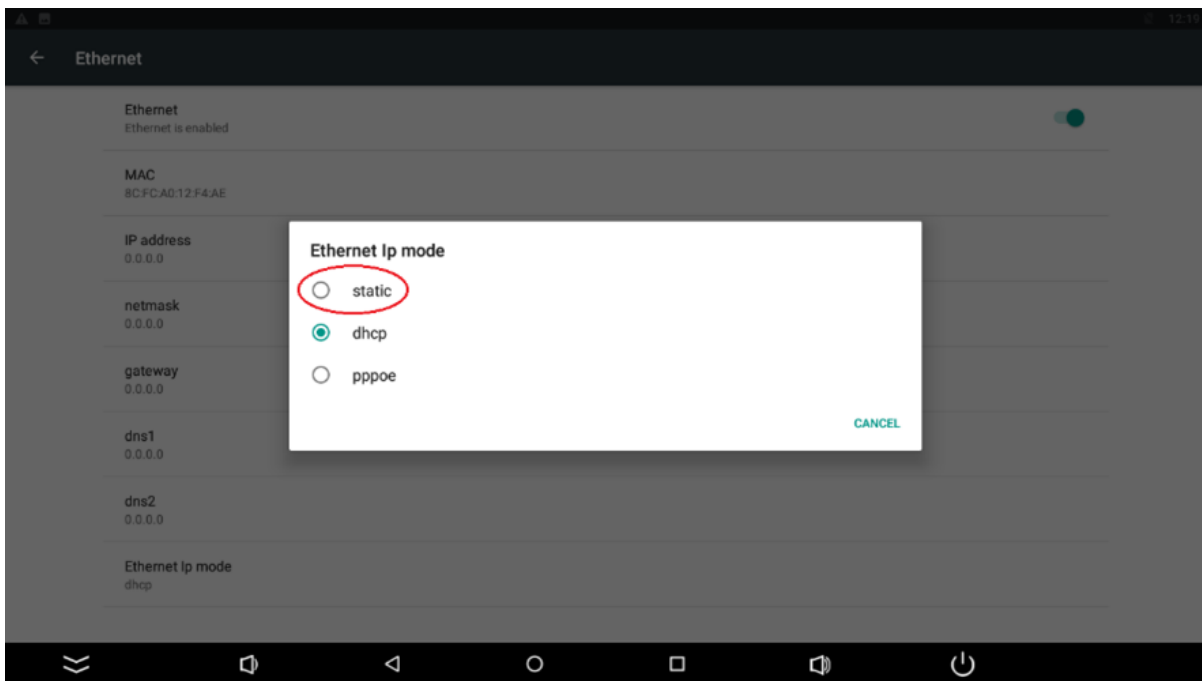 12:19
Ethernet
Ethernet
Ethernet is enabled
MAC
8C:FC:A0:12:F4:AE
IP address
0.0.0.0
netmask
0.0.0.0
gateway
0.0.0.0
dns1
0.0.0.0
dns2
0.0.0.0
Ethernet Ip mode
dhcp
Ethernet Ip mode
static
dhcp
pppoe
CANCEL